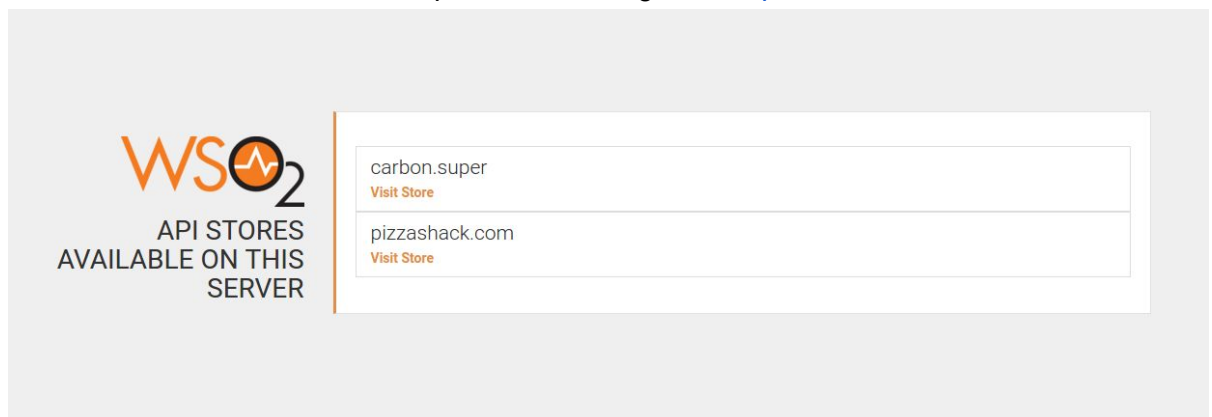 WSO2
API STORES
AVAILABLE ON THIS
SERVER
carbon.super
Visit Store
pizzashack.com
Visit Store